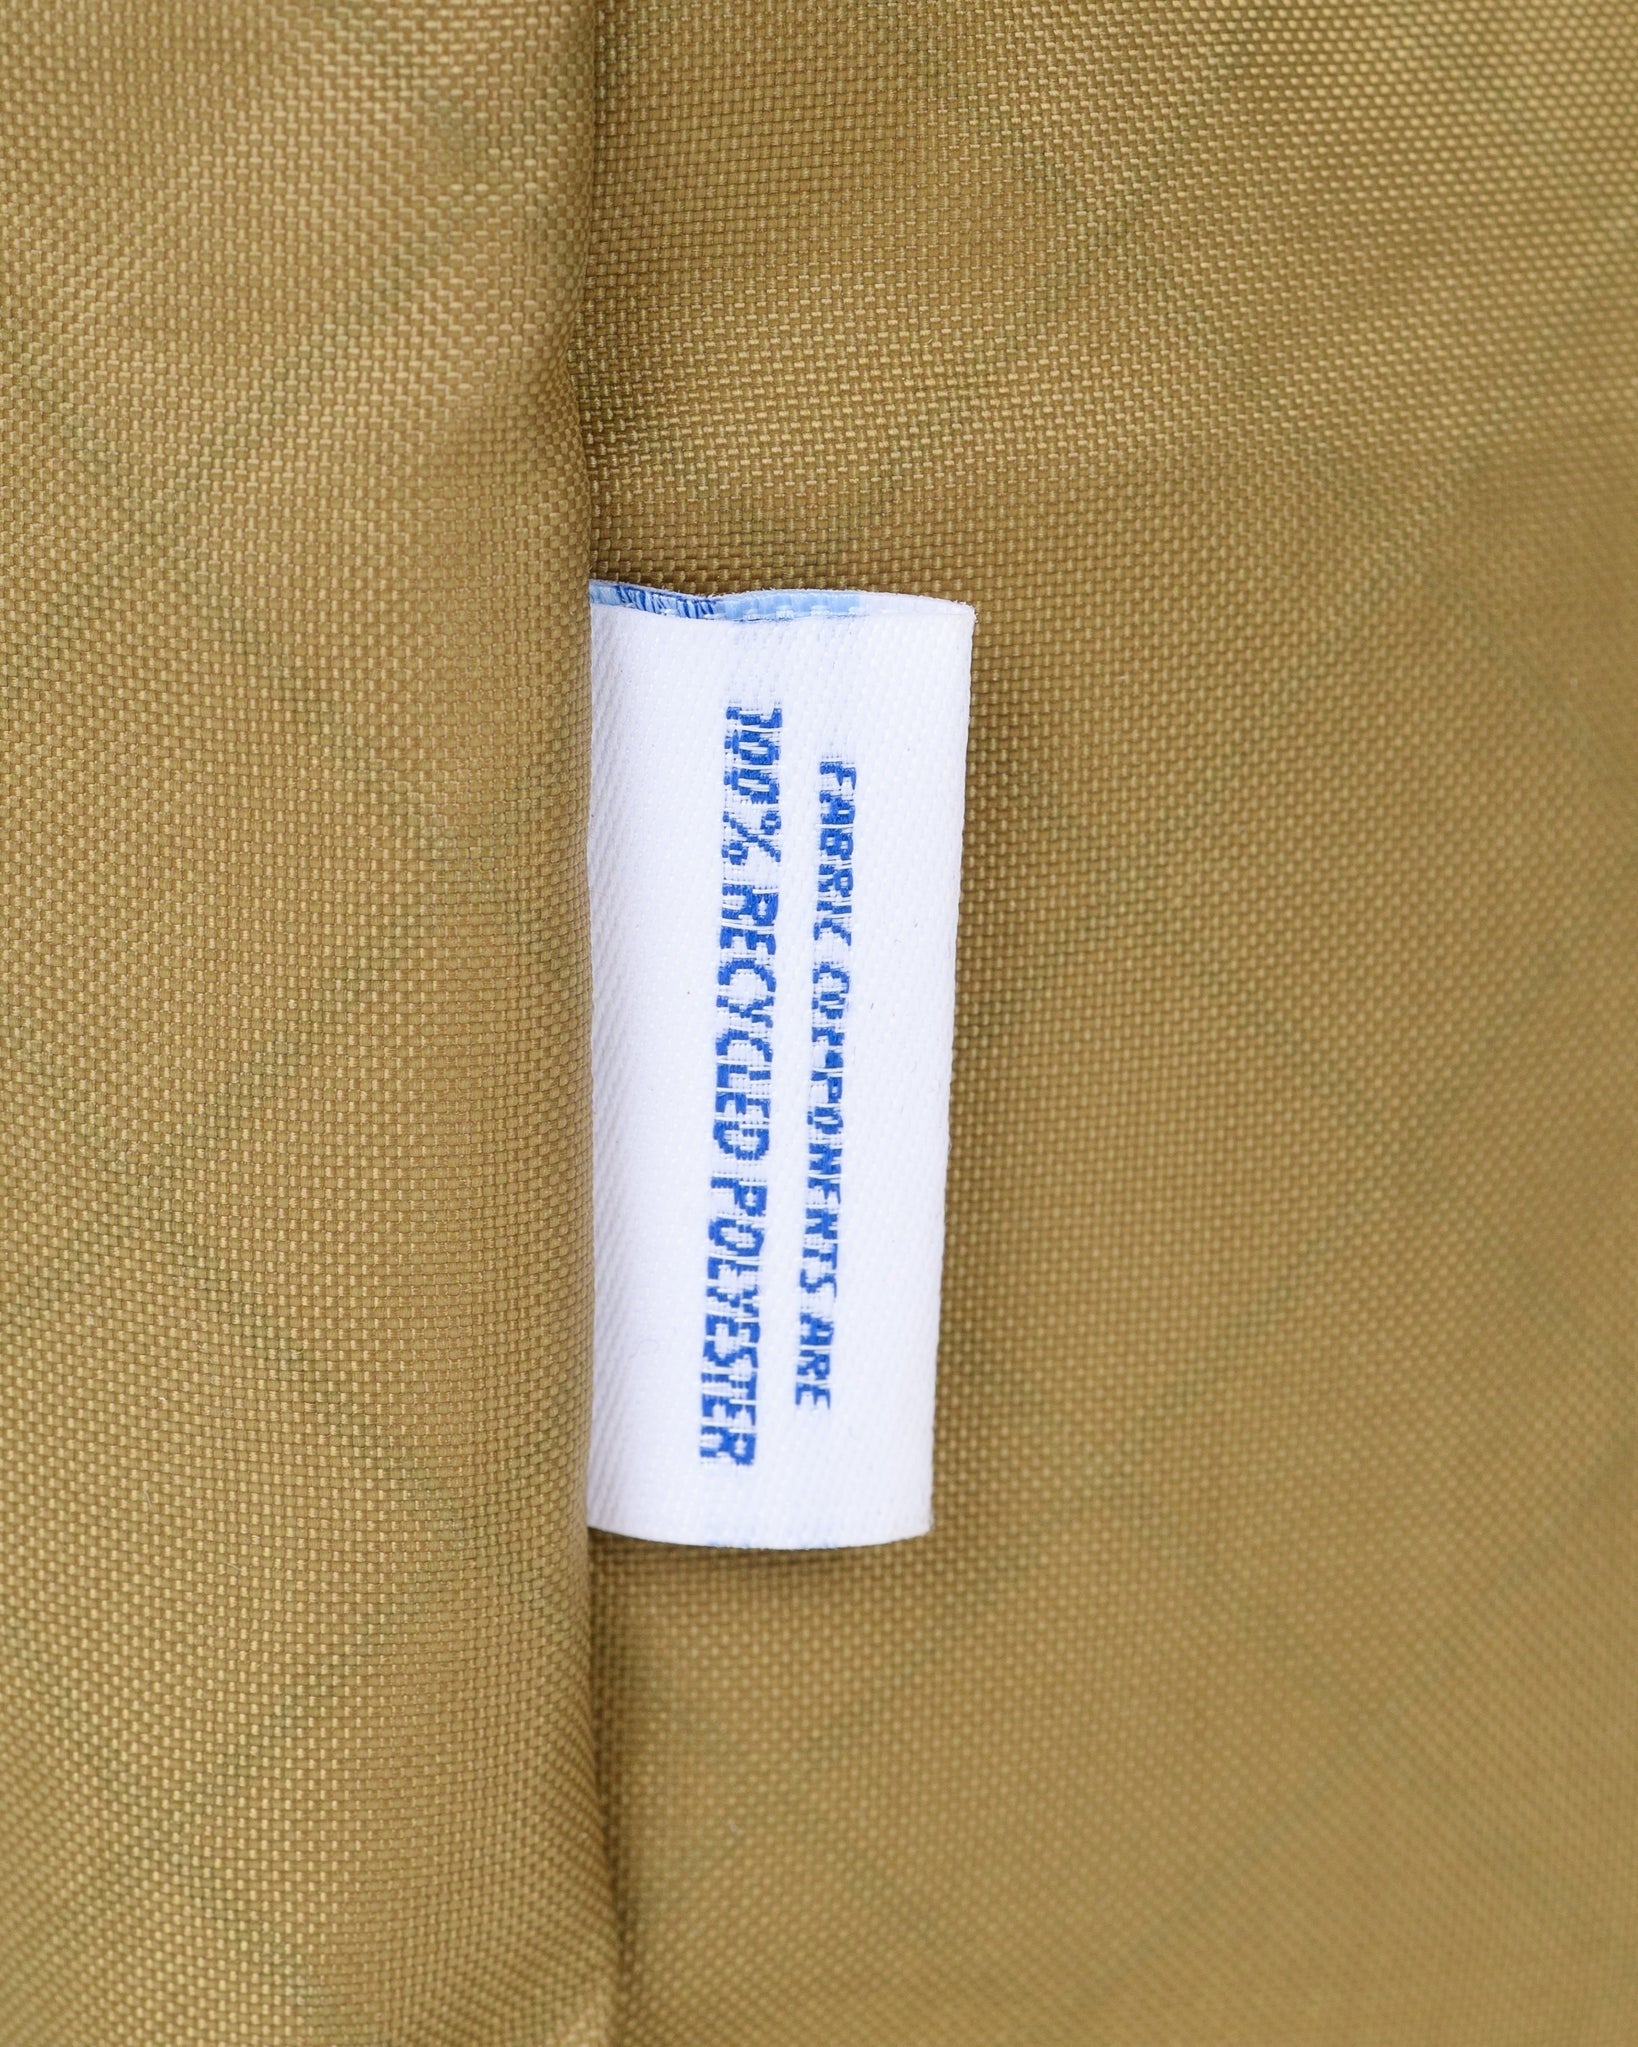 FABRIC COMPONENTS ARE
100% RECYCLED POLYESTER